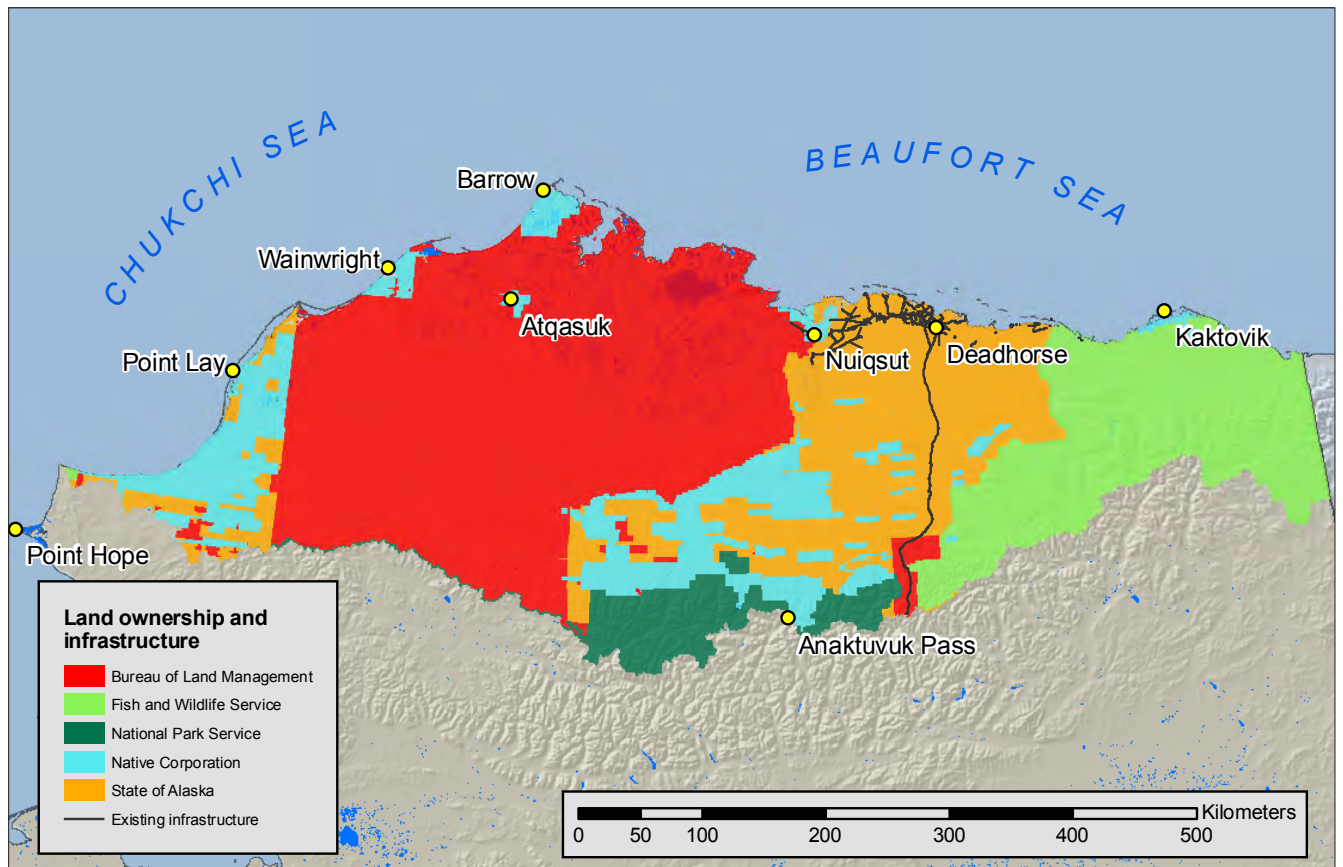 CHUKCHI SEA
BEAUFORT SEA
Barrow
Wainwright
Atqasuk
Point Lay
Nuiqsut
Deadhorse
Kaktovik
Point Hope
Anaktuvuk Pass
Land ownership and
infrastructure
Bureau of Land Management
Fish and Wildlife Service
National Park Service
Native Corporation
State of Alaska
Existing infrastructure
Kilometers
0 50 100 200 300 400 500